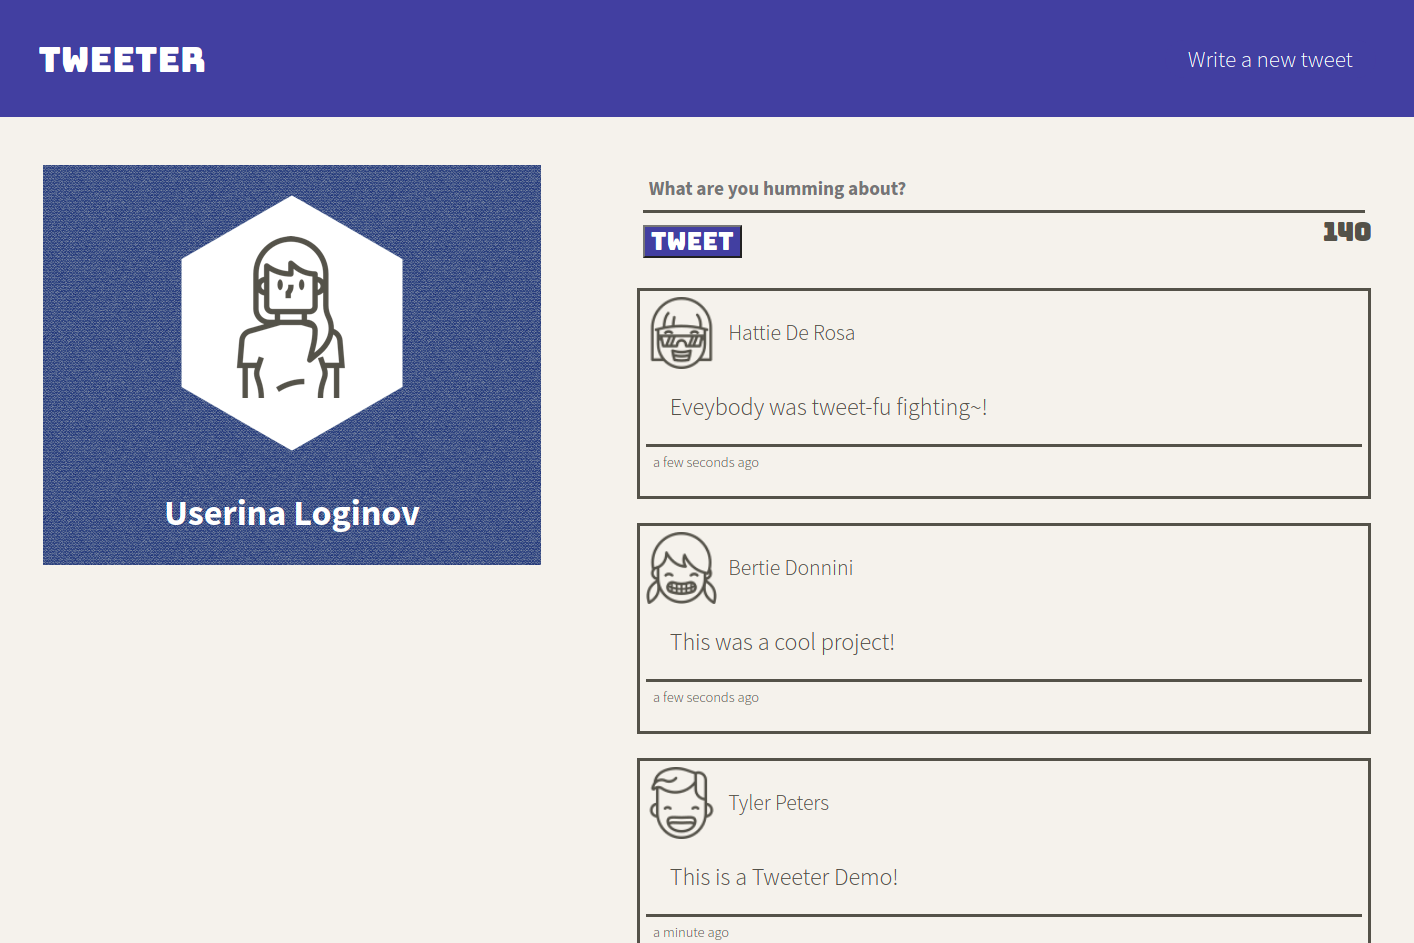 TWEETER
Write a new tweet
Userina Loginov
What are you humming about?
TWEET
140
Hattie De Rosa
Eveybody was tweet-fu fighting~!
a few seconds ago
Bertie Donnini
This was a cool project!
a few seconds ago
Tyler Peters
This is a Tweeter Demo!
a minute ago